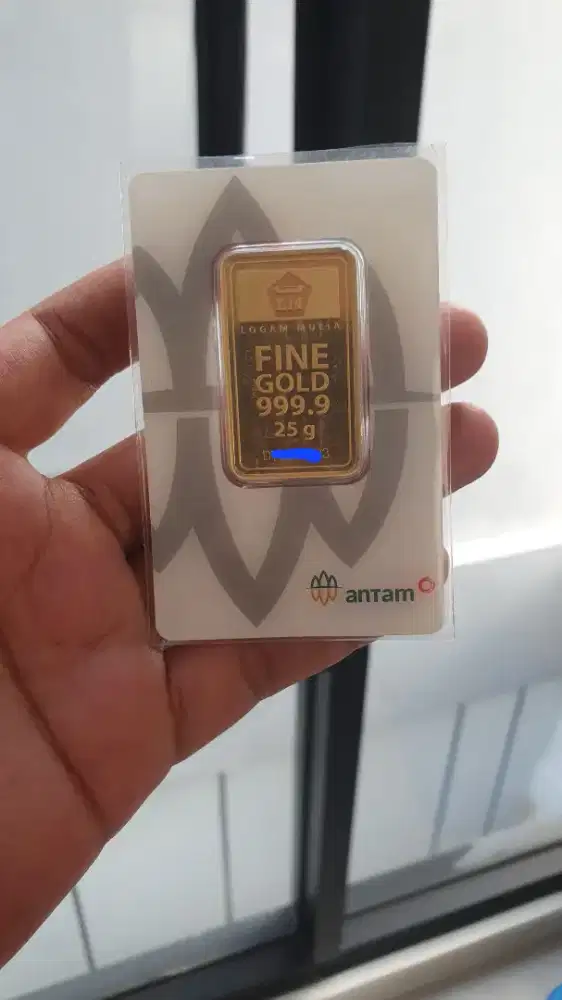 LM
LOGAM MULIA
FINE
GOLD
999.9
25 g
antam